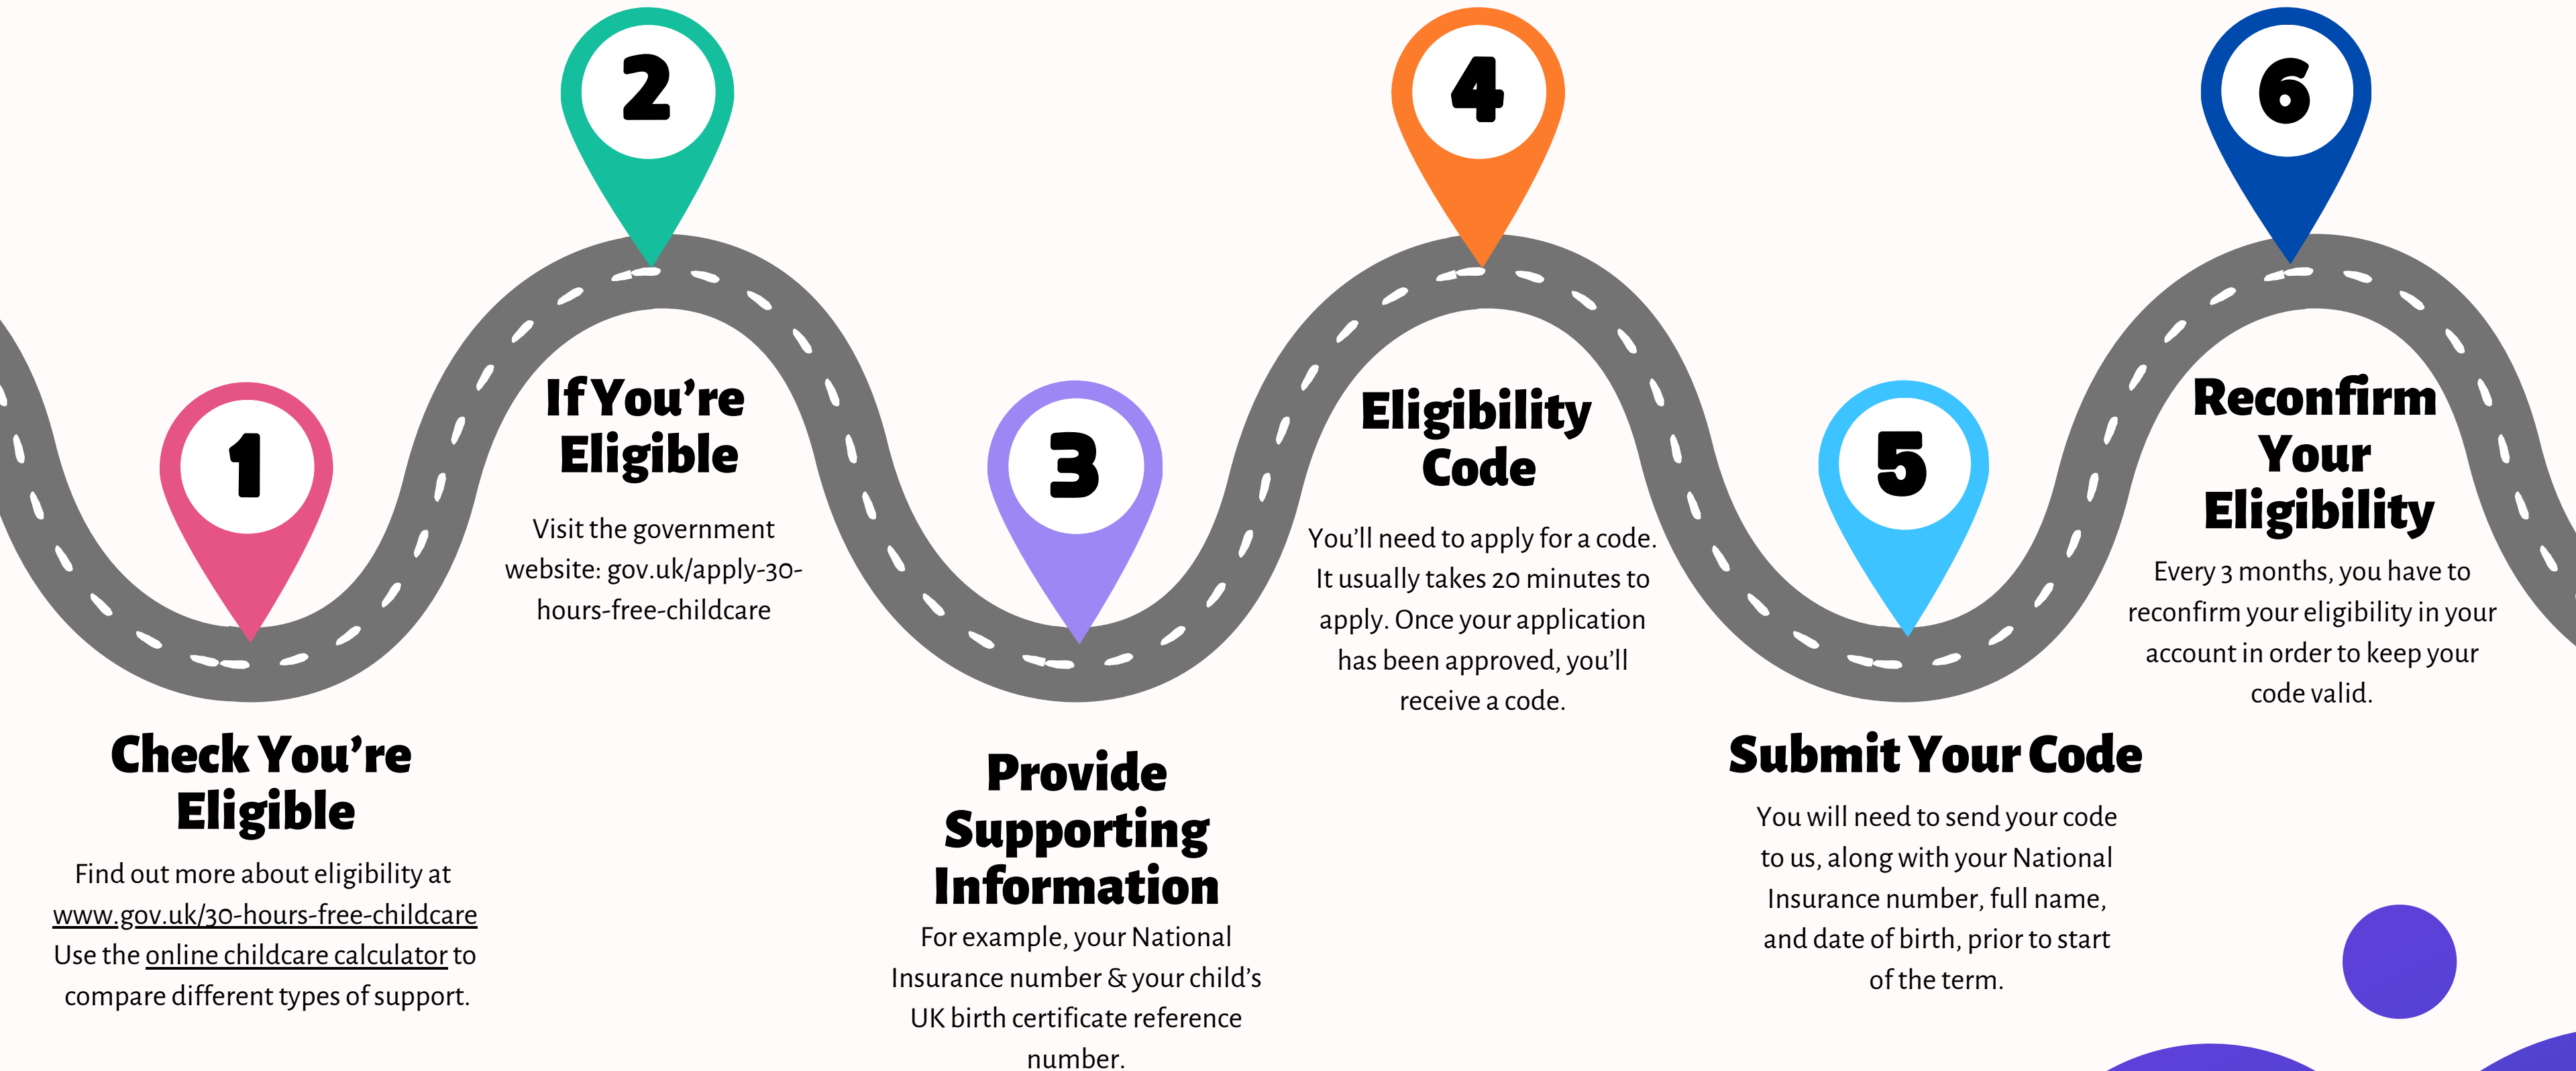 1
Check You're
Eligible
Find out more about eligibility at
www.gov.uk/30-hours-free-childcare
Use the online childcare calculator to
compare different types of support.
2
If You're
Eligible
Visit the government
website: gov.uk/apply-30-
hours-free-childcare
3
Provide
Supporting
Information
For example, your National
Insurance number & your child's
UK birth certificate reference
number.
4
Eligibility
Code
You'll need to apply for a code.
It usually takes 20 minutes to
apply. Once your application
has been approved, you'll
receive a code.
5
Submit Your Code
You will need to send your code
to us, along with your National
Insurance number, full name,
and date of birth, prior to start
of the term.
6
Reconfirm
Your
Eligibility
Every 3 months, you have to
reconfirm your eligibility in your
account in order to keep your
code valid.